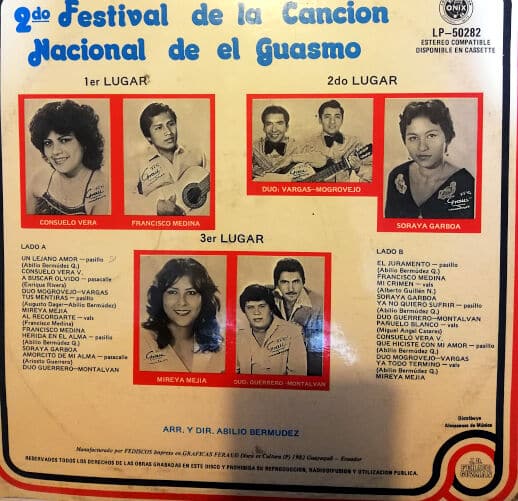 2do Festival de la Cancion
Nacional de el Guasmo
ONIX
LP-50282
ESTEREO COMPATIBLE
DISPONIBLE EN CASSETTE
1er LUGAR
2do LUGAR
CONSUELO VERA
FRANCISCO MEDINA
DUO: VARGAS-MOGROVEJO
SORAYA GARBOA
3er LUGAR
MIREYA MEJIA
DUO: GUERRERO-MONTALVAN
LADO A
UN LEJANO AMOR - pasillo
(Abilio Bermúdez Q.)
CONSUELO VERA V.
A BUSCAR OLVIDO - pasacalle
(Enrique Rivera)
DUO MOGROVEJO-VARGAS
TUS MENTIRAS - pasillo
(Augusto Dager-Abilio Bermúdez)
MIREYA MEJIA
AL RECORDARTE - vals
(Francisco Medina)
FRANCISCO MEDINA
HERIDA EN EL ALMA - pasillo
(Abilio Bermúdez Q.)
SORAYA GARBOA
AMORCITO DE MI ALMA - pasacalle
(Ariosto Guerrero)
DUO GUERRERO-MONTALVAN
LADO B
EL JURAMENTO - pasillo
(Abilio Bermúdez Q.)
FRANCISCO MEDINA
MI CRIMEN - vals
(Alberto Guillén N.)
SORAYA GARBOA
YA NO QUIERO SUFRIR - pasillo
(Abilio Bermúdez Q.)
DUO GUERRERO-MONTALVAN
PAÑUELO BLANCO - pasillo
(Miguel Angel Casares)
CONSUELO VERA V.
QUE HICISTE CON MI AMOR - pasillo
(Abilio Bermúdez Q.)
DUO MOGROVEJO-VARGAS
YA TODO TERMINO - vals
(Abilio Bermúdez Q.)
MIREYA MEJIA
ARR. Y DIR. ABILIO BERMUDEZ
Distribuye
Almacenes de Música
J.D.
FERAUD
GUZMAN
Manufacturado por FEDISCOS Impreso en GRAFICAS FERAUD (P) 1982 Guayaquil - Ecuador
RESERVADOS TODOS LOS DERECHOS DE LAS OBRAS GRABADAS EN ESTE DISCO Y PROHIBIDA SU REPRODUCCION, RADIODIFUSION Y UTILIZACION PUBLICA.